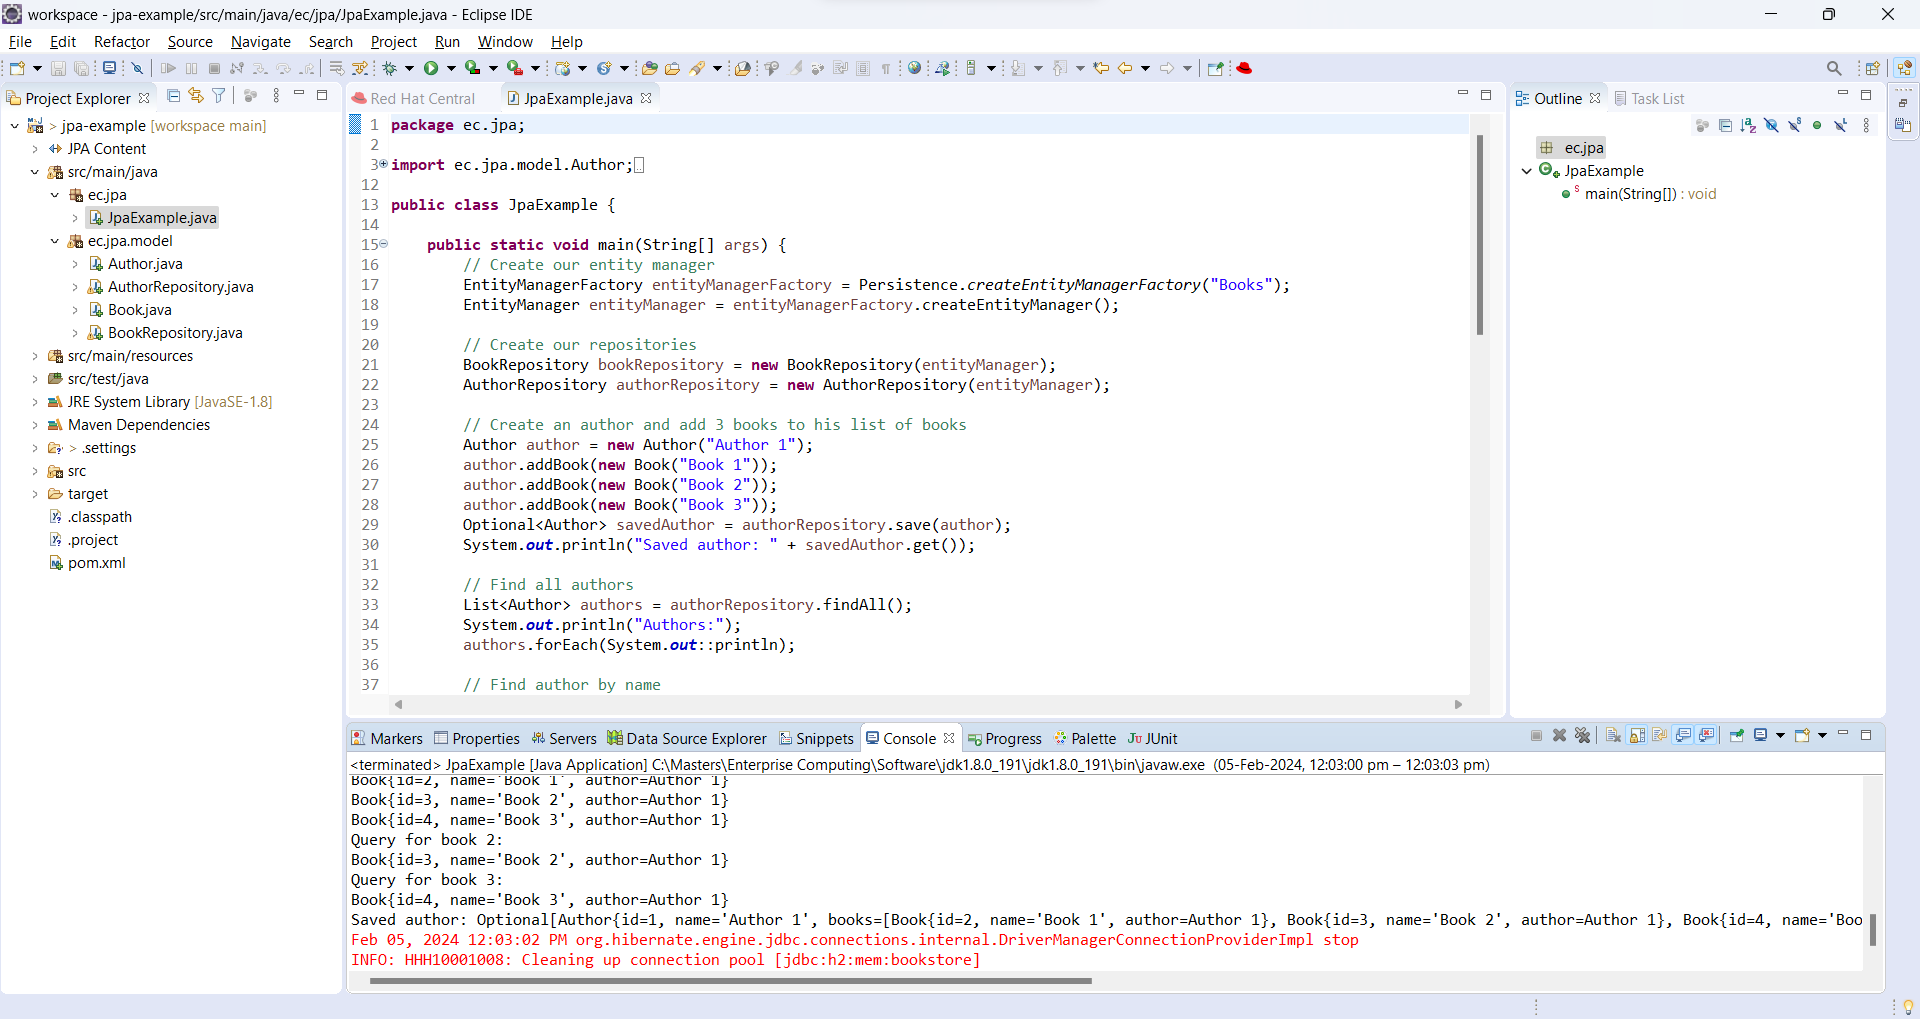 workspace - jpa-example/src/main/java/ec/jpa/JpaExample.java - Eclipse IDE
File Edit Refactor Source Navigate Search Project Run Window Help
Project Explorer
> jpa-example [workspace main]
JPA Content
src/main/java
ec.jpa
JpaExample.java
ec.jpa.model
Author.java
AuthorRepository.java
Book.java
BookRepository.java
src/main/resources
src/test/java
JRE System Library [JavaSE-1.8]
Maven Dependencies
> .settings
src
target
.classpath
.project
pom.xml
Red Hat Central JpaExample.java
1 package ec.jpa;
2
3 import ec.jpa.model.Author;
12
13 public class JpaExample {
14
15 public static void main(String[] args) {
16 // Create our entity manager
17 EntityManagerFactory entityManagerFactory = Persistence.createEntityManagerFactory("Books");
18 EntityManager entityManager = entityManagerFactory.createEntityManager();
19
20 // Create our repositories
21 BookRepository bookRepository = new BookRepository(entityManager);
22 AuthorRepository authorRepository = new AuthorRepository(entityManager);
23
24 // Create an author and add 3 books to his list of books
25 Author author = new Author("Author 1");
26 author.addBook(new Book("Book 1"));
27 author.addBook(new Book("Book 2"));
28 author.addBook(new Book("Book 3"));
29 Optional<Author> savedAuthor = authorRepository.save(author);
30 System.out.println("Saved author: " + savedAuthor.get());
31
32 // Find all authors
33 List<Author> authors = authorRepository.findAll();
34 System.out.println("Authors:");
35 authors.forEach(System.out::println);
36
37 // Find author by name
Outline Task List
ec.jpa
JpaExample
main(String[]) : void
Markers Properties Servers Data Source Explorer Snippets Console Progress Palette JUnit
<terminated> JpaExample [Java Application] C:\Masters\Enterprise Computing\Software\jdk1.8.0_191\jdk1.8.0_191\bin\javaw.exe (05-Feb-2024, 12:03:00 pm – 12:03:03 pm)
Book{id=2, name='Book 1', author=Author 1}
Book{id=3, name='Book 2', author=Author 1}
Book{id=4, name='Book 3', author=Author 1}
Query for book 2:
Book{id=3, name='Book 2', author=Author 1}
Query for book 3:
Book{id=4, name='Book 3', author=Author 1}
Saved author: Optional[Author{id=1, name='Author 1', books=[Book{id=2, name='Book 1', author=Author 1}, Book{id=3, name='Book 2', author=Author 1}, Book{id=4, name='Boo
Feb 05, 2024 12:03:02 PM org.hibernate.engine.jdbc.connections.internal.DriverManagerConnectionProviderImpl stop
INFO: HHH10001008: Cleaning up connection pool [jdbc:h2:mem:bookstore]